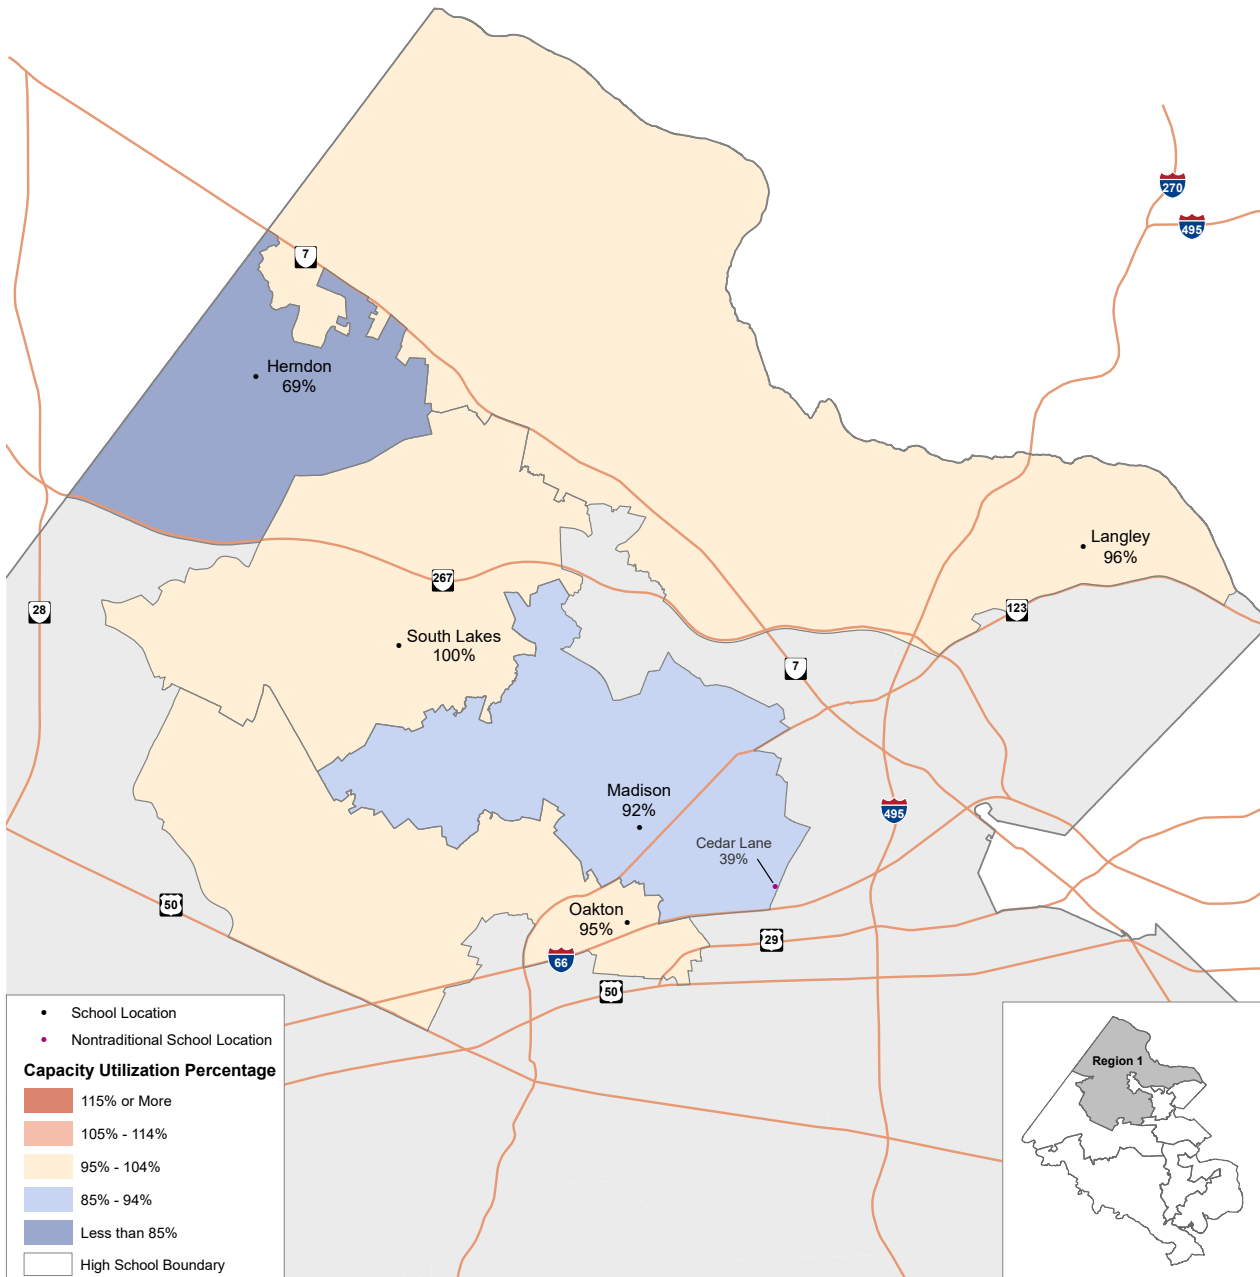 270
495
7
Herndon
69%
Langley
96%
267
28
123
South Lakes
100%
7
Madison
92%
495
Cedar Lane
39%
50
Oakton
95%
29
66
50
School Location
Nontraditional School Location
Capacity Utilization Percentage
115% or More
105% - 114%
95% - 104%
85% - 94%
Less than 85%
High School Boundary
Region 1